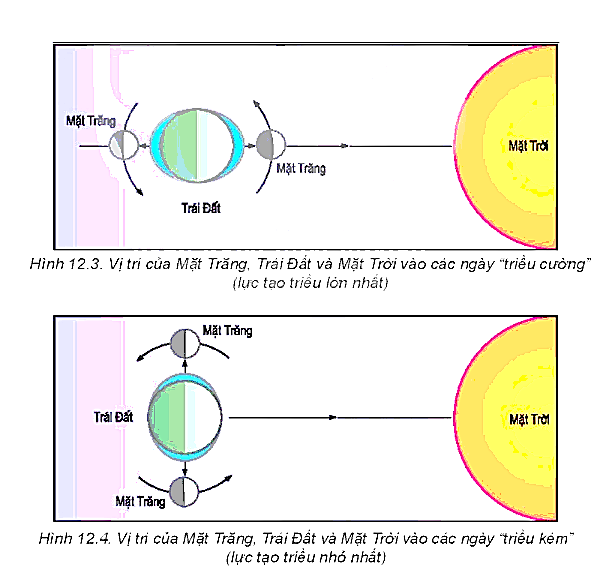 Mặt Trăng
Mặt Trời
Mặt Trăng
Trái Đất
Hình 12.3. Vị trí của Mặt Trăng, Trái Đất và Mặt Trời vào các ngày “triều cường”
(lực tạo triều lớn nhất)
Mặt Trăng
Trái Đất
Mặt Trời
Mặt Trăng
Hình 12.4. Vị trí của Mặt Trăng, Trái Đất và Mặt Trời vào các ngày “triều kém”
(lực tạo triều nhỏ nhất)